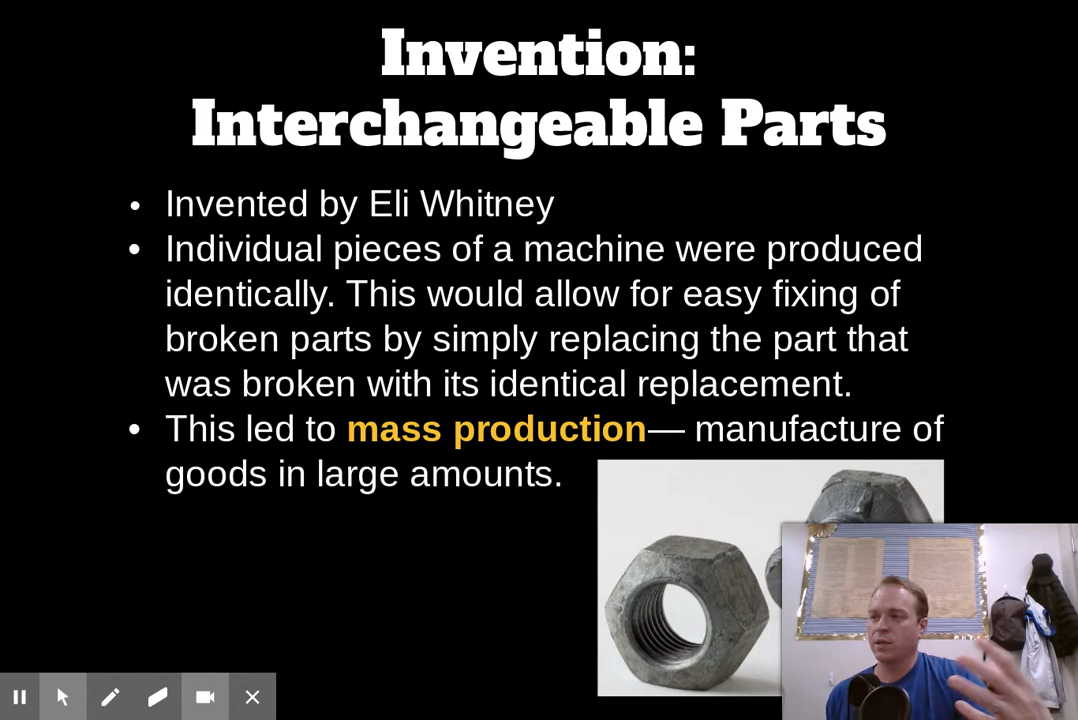 Invention:
Interchangeable Parts
• Invented by Eli Whitney
• Individual pieces of a machine were produced
identically. This would allow for easy fixing of
broken parts by simply replacing the part that
was broken with its identical replacement.
• This led to mass production— manufacture of
goods in large amounts.